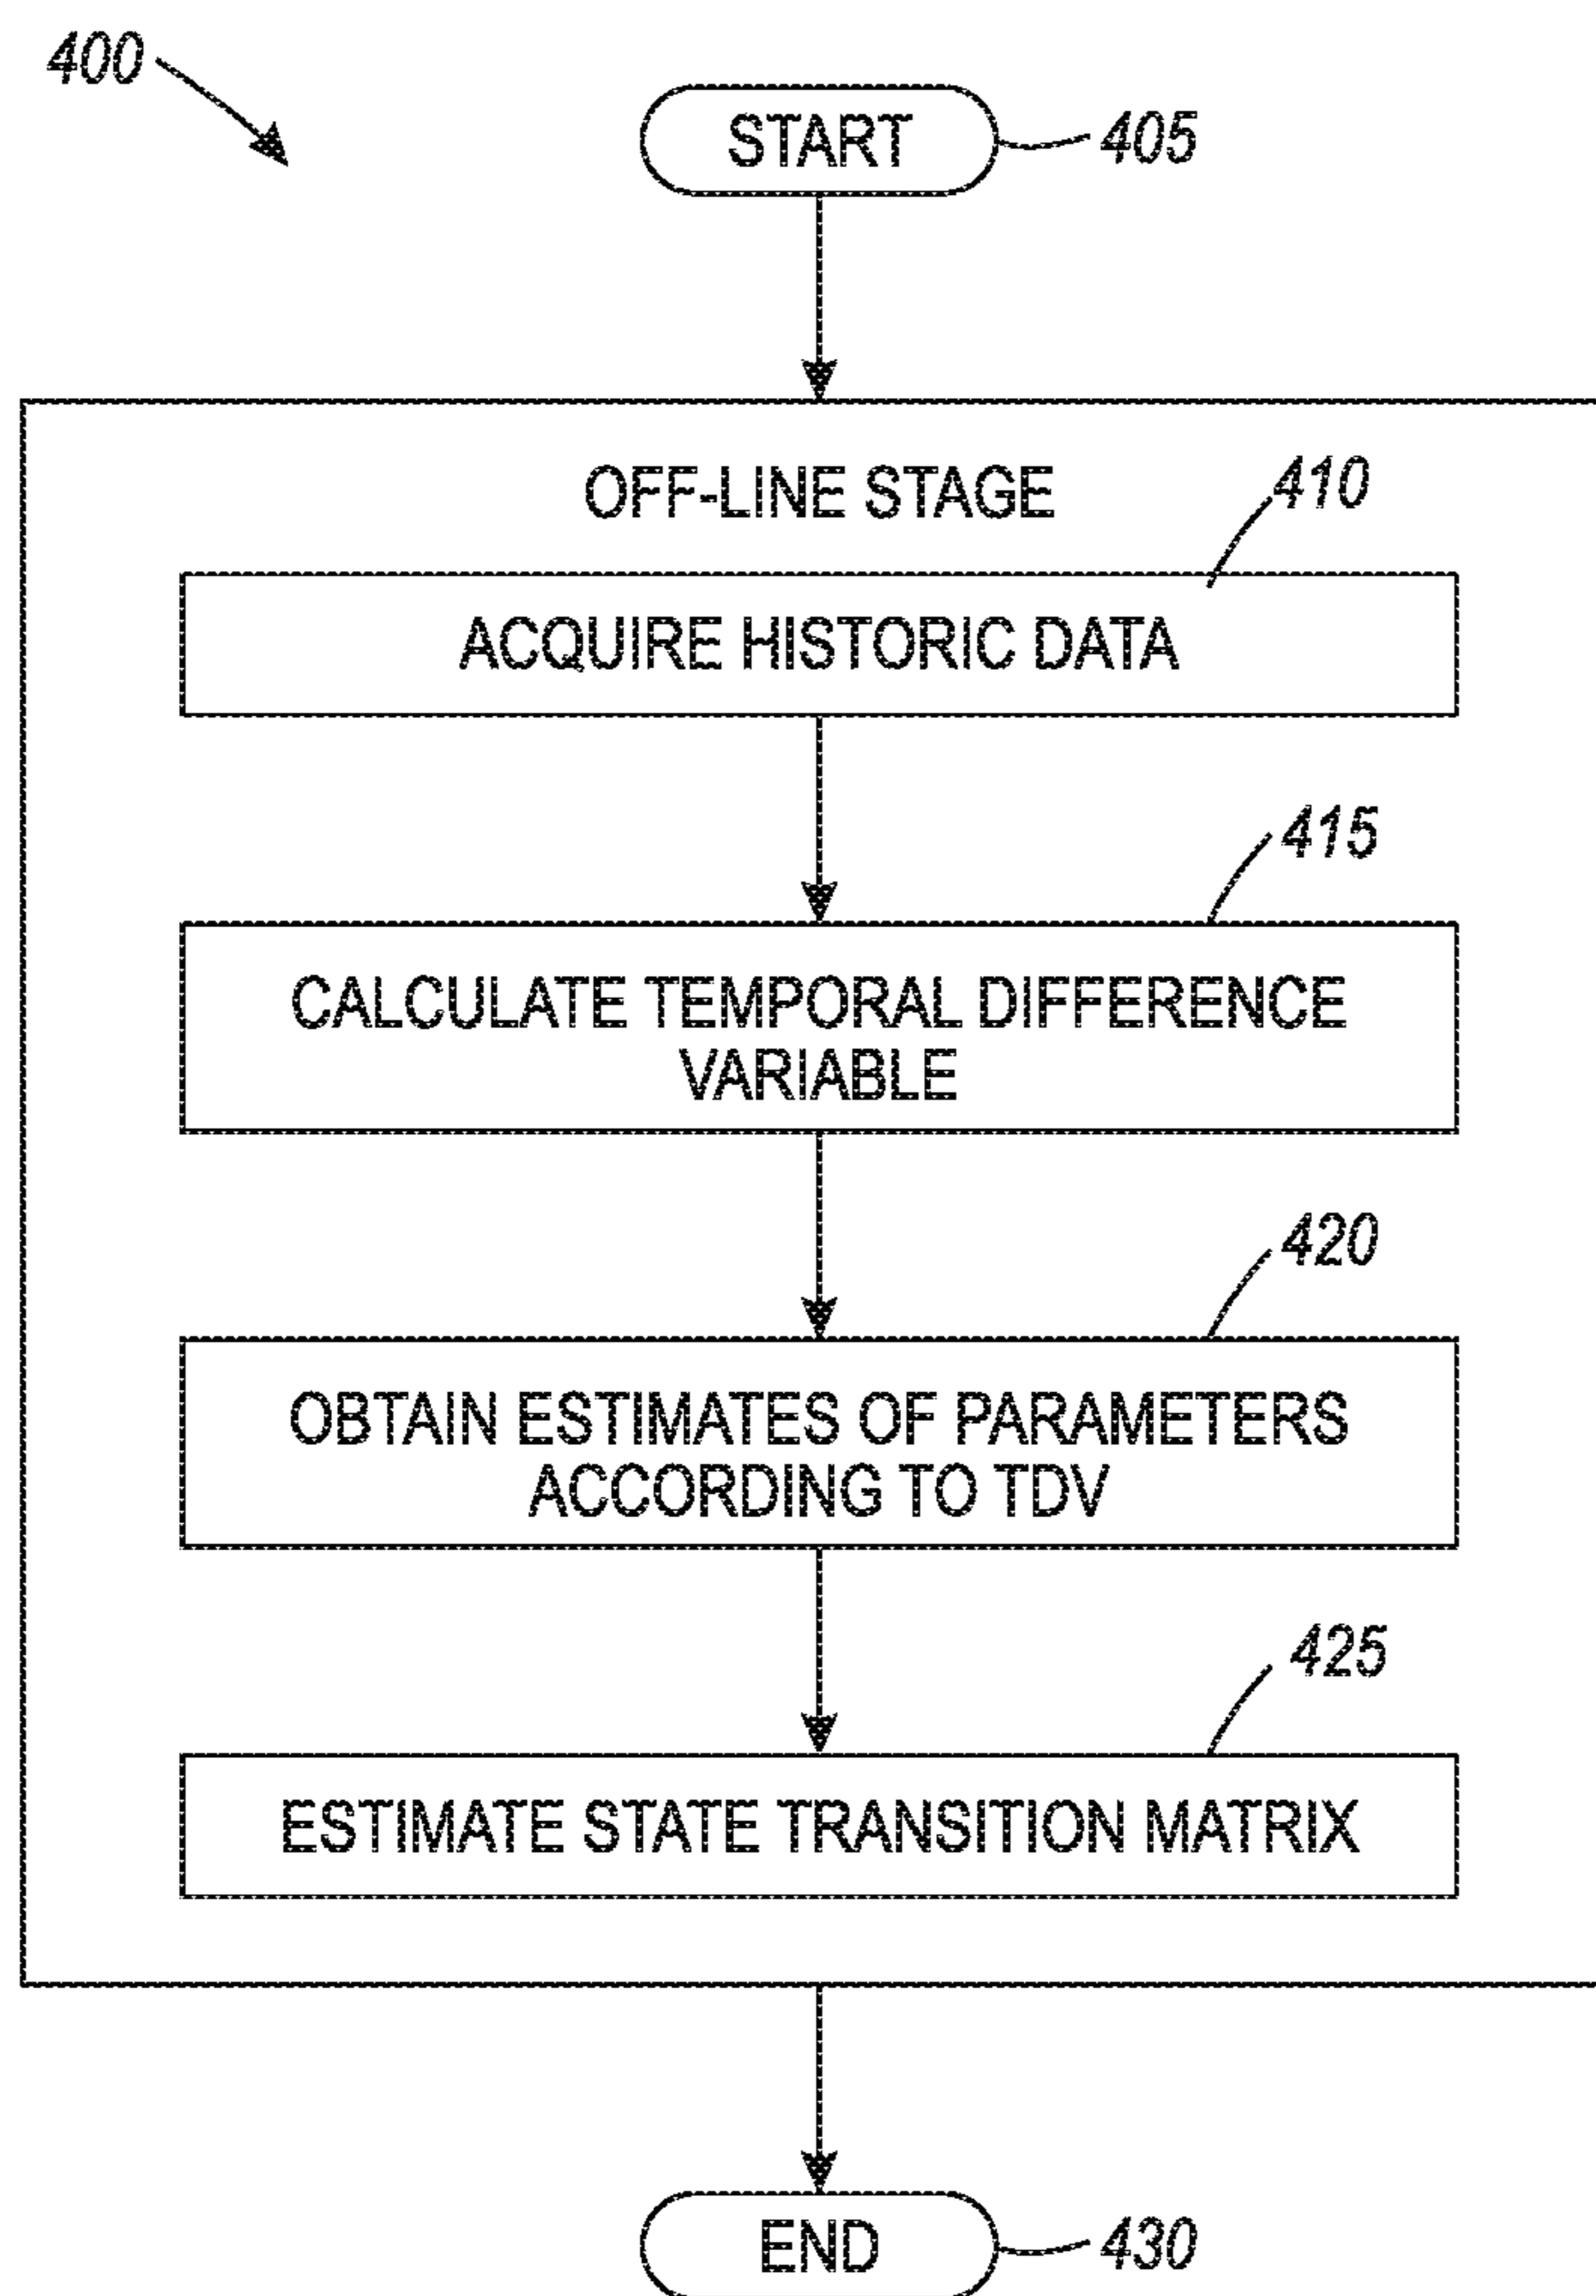 400
START
405
OFF-LINE STAGE
410
ACQUIRE HISTORIC DATA
415
CALCULATE TEMPORAL DIFFERENCE
VARIABLE
420
OBTAIN ESTIMATES OF PARAMETERS
ACCORDING TO TDV
425
ESTIMATE STATE TRANSITION MATRIX
END
430